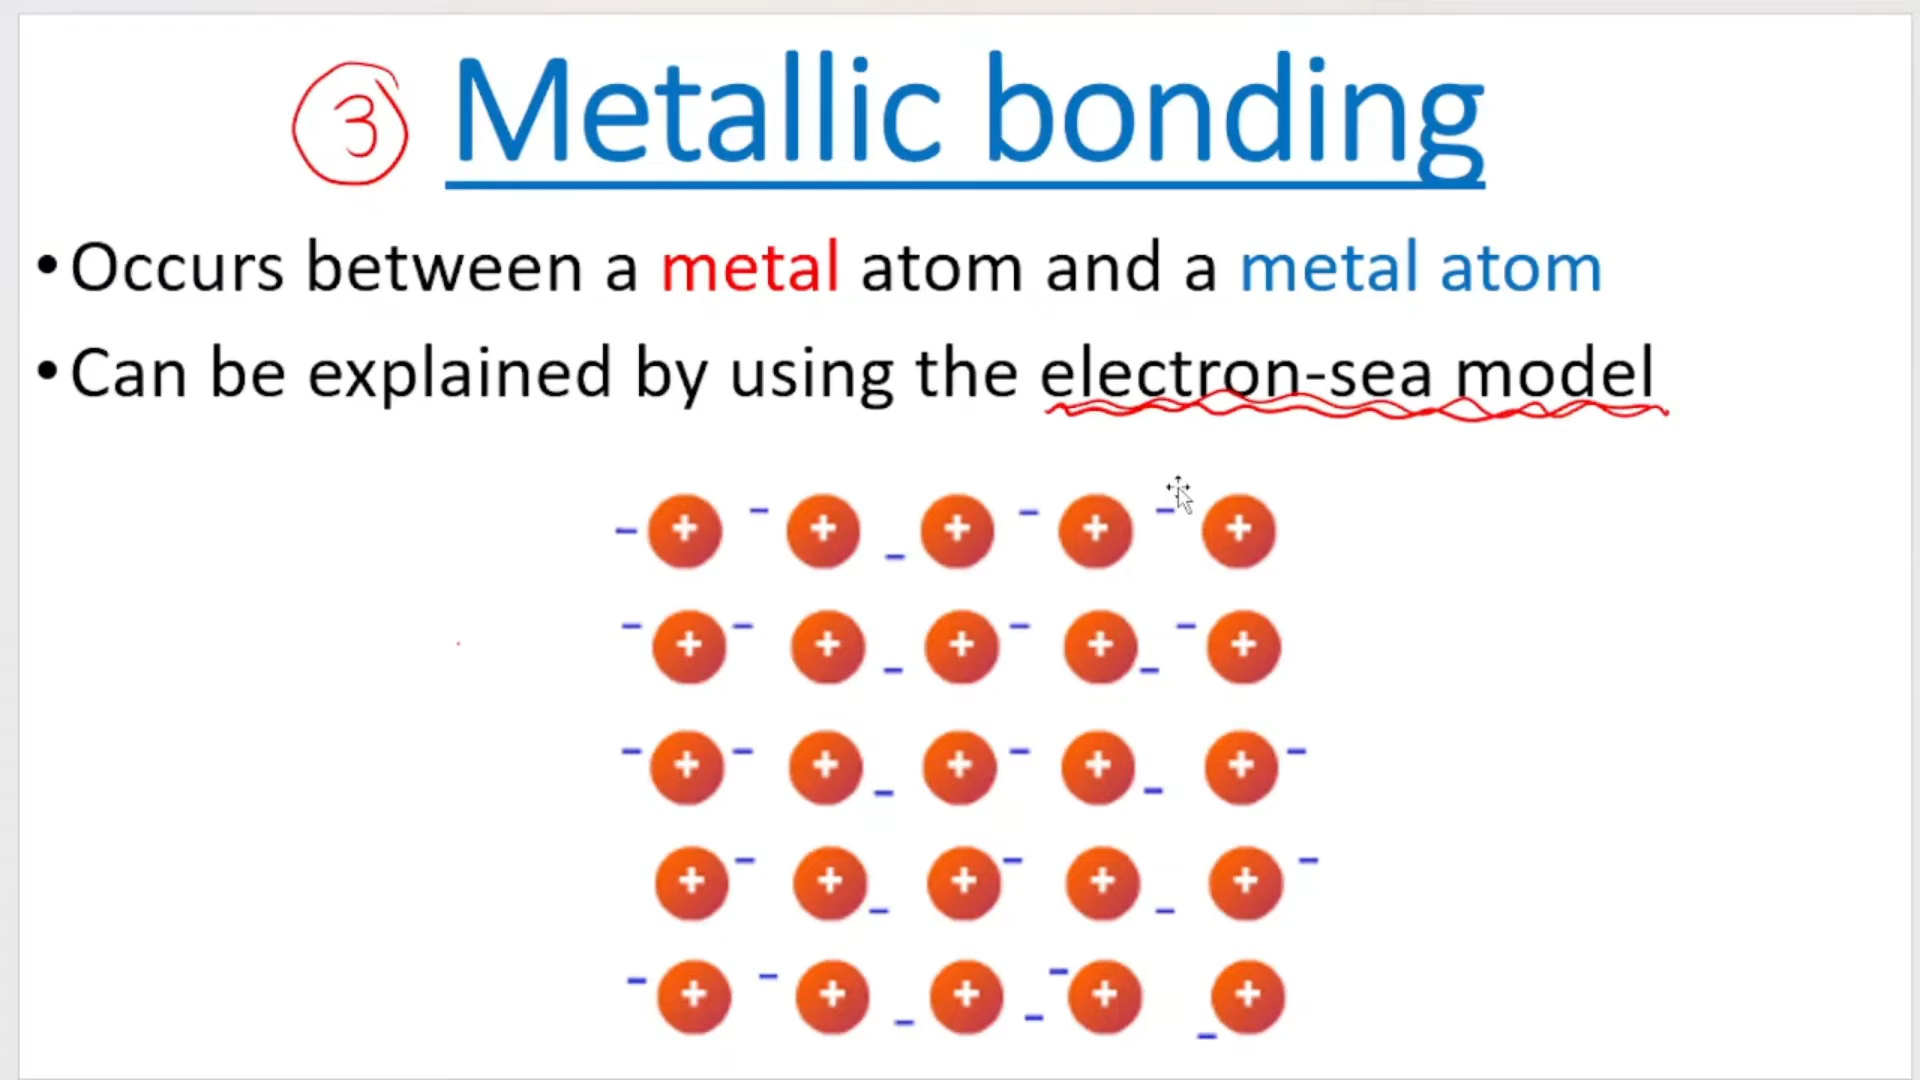 ③ Metallic bonding
• Occurs between a metal atom and a metal atom
• Can be explained by using the electron-sea model
- + - + - + - + - +
- + - + - + - + - - +
- + - + - + - + - + -
+ - + - + - + - + -
- + - + - + - - + - +